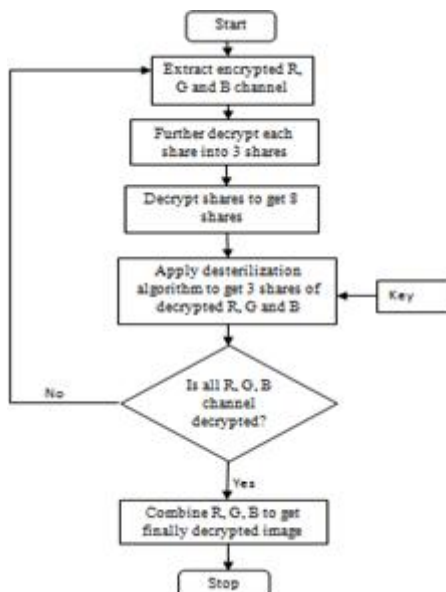 Start
Extract encrypted R,
G and B channel
Further decrypt each
share into 3 shares
Decrypt shares to get 8
shares
Apply desterilization
algorithm to get 3 shares of
decrypted R, G and B
Key
Is all R, G, B
channel
decrypted?
No
Yes
Combine R, G, B to get
finally decrypted image
Stop